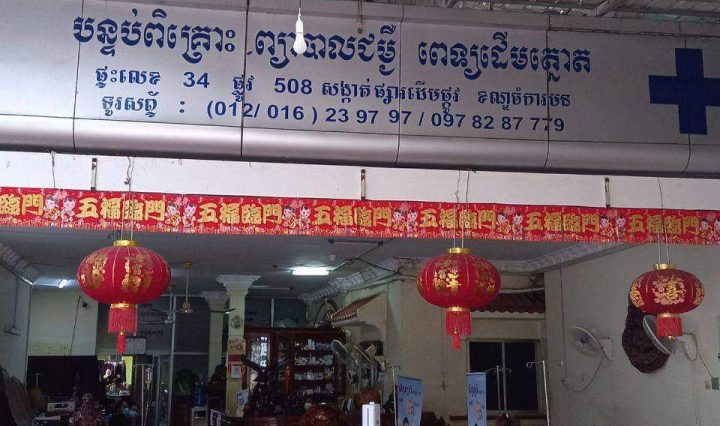 បន្ទប់ពិគ្រោះ ព្យាបាលជម្ងឺ ពេទ្យដើមត្នោត
ផ្ទះលេខ 34 ផ្លូវ 508 សង្កាត់ផ្សារដើមថ្កូវ ខណ្ឌចំការមន
ទូរសព្ទ័ : (012/ 016 ) 23 97 97 / 097 82 87 779
臨門 五福臨門 五福臨門 五福臨門 五福臨門 五福臨門 五福臨門